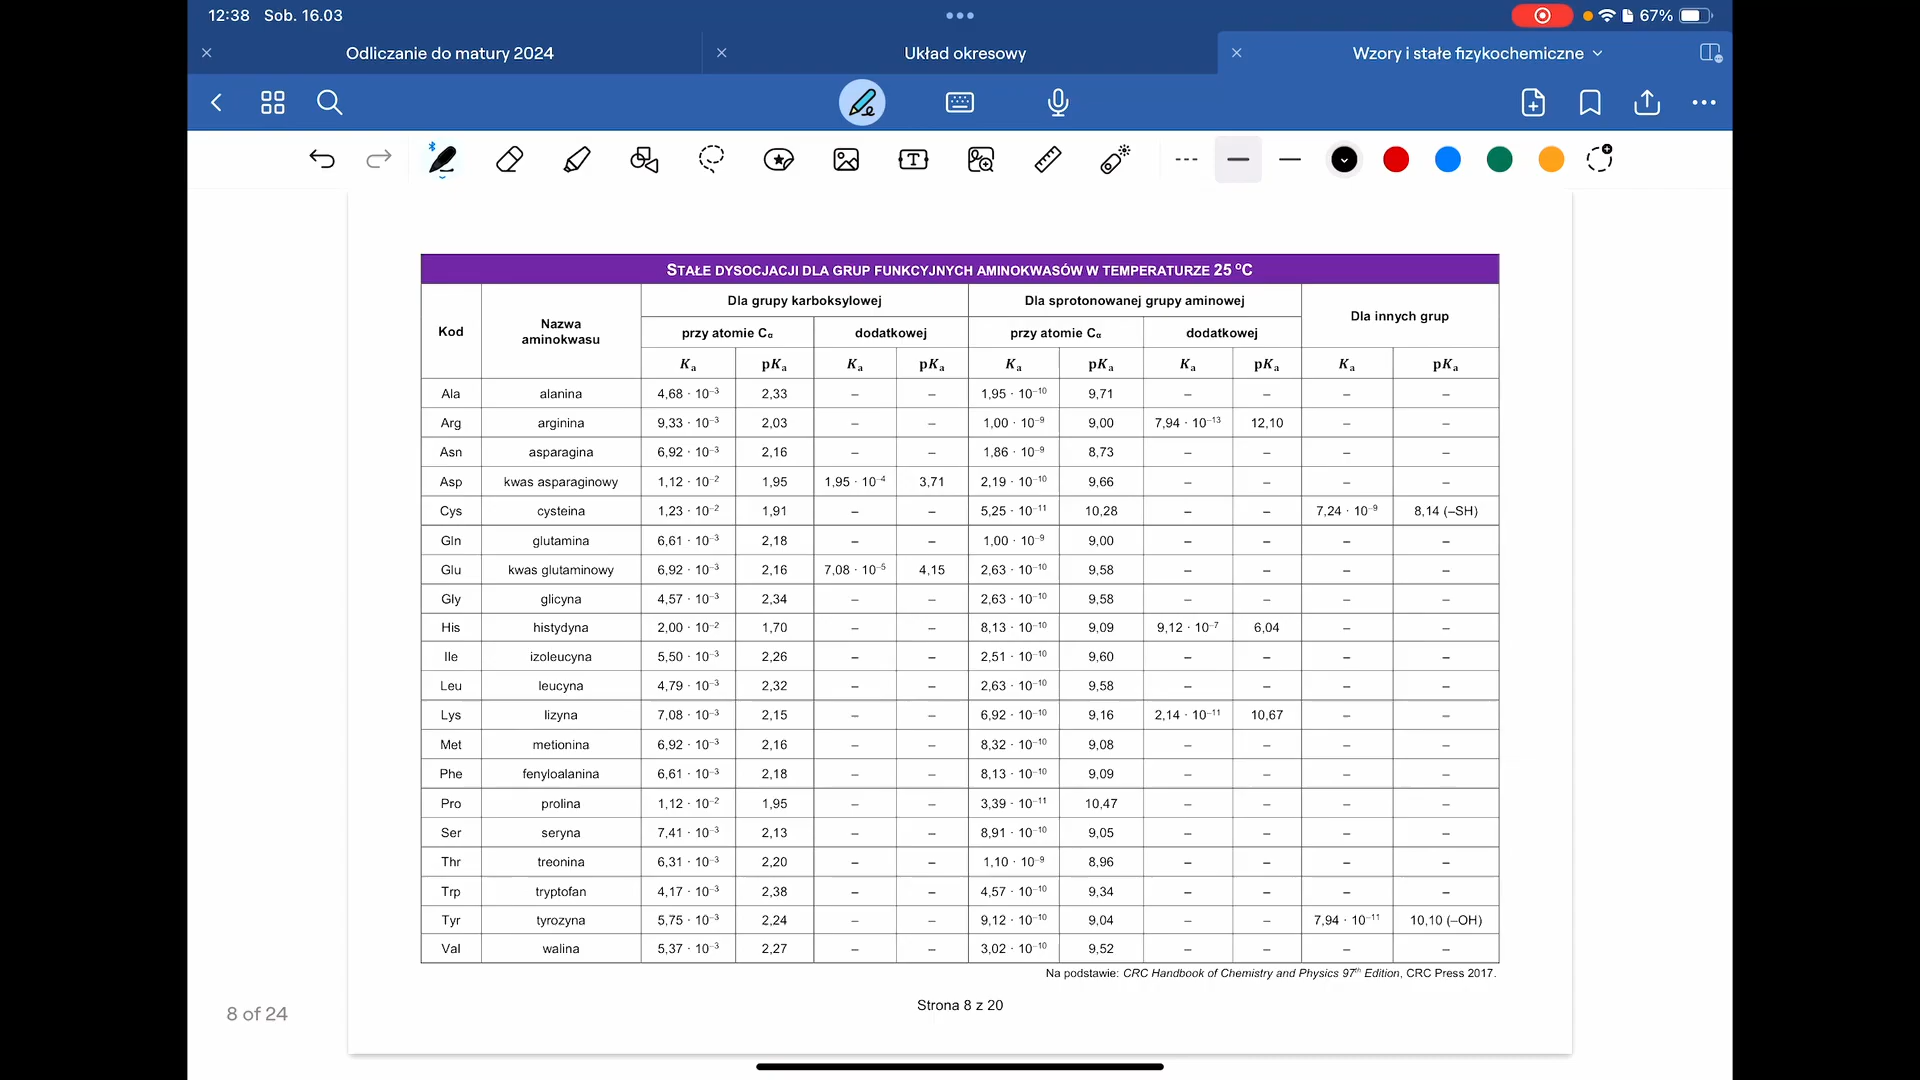 12:38 Sob. 16.03
67%
Odliczanie do matury 2024
Układ okresowy
Wzory i stałe fizykochemiczne
STAŁE DYSOCJACJI DLA GRUP FUNKCYJNYCH AMINOKWASÓW W TEMPERATURZE 25 °C
Kod Nazwa aminokwasu Dla grupy karboksylowej Dla sprotonowanej grupy aminowej Dla innych grup
przy atomie Cα dodatkowej przy atomie Cα dodatkowej
Ka pKa Ka pKa Ka pKa Ka pKa Ka pKa
Ala alanina 4,68 · 10⁻³ 2,33 – – 1,95 · 10⁻¹⁰ 9,71 – – – –
Arg arginina 9,33 · 10⁻³ 2,03 – – 1,00 · 10⁻⁹ 9,00 7,94 · 10⁻¹³ 12,10 – –
Asn asparagina 6,92 · 10⁻³ 2,16 – – 1,86 · 10⁻⁹ 8,73 – – – –
Asp kwas asparaginowy 1,12 · 10⁻² 1,95 1,95 · 10⁻⁴ 3,71 2,19 · 10⁻¹⁰ 9,66 – – – –
Cys cysteina 1,23 · 10⁻² 1,91 – – 5,25 · 10⁻¹¹ 10,28 – – 7,24 · 10⁻⁹ 8,14 (–SH)
Gln glutamina 6,61 · 10⁻³ 2,18 – – 1,00 · 10⁻⁹ 9,00 – – – –
Glu kwas glutaminowy 6,92 · 10⁻³ 2,16 7,08 · 10⁻⁵ 4,15 2,63 · 10⁻¹⁰ 9,58 – – – –
Gly glicyna 4,57 · 10⁻³ 2,34 – – 2,63 · 10⁻¹⁰ 9,58 – – – –
His histydyna 2,00 · 10⁻² 1,70 – – 8,13 · 10⁻¹⁰ 9,09 9,12 · 10⁻⁷ 6,04 – –
Ile izoleucyna 5,50 · 10⁻³ 2,26 – – 2,51 · 10⁻¹⁰ 9,60 – – – –
Leu leucyna 4,79 · 10⁻³ 2,32 – – 2,63 · 10⁻¹⁰ 9,58 – – – –
Lys lizyna 7,08 · 10⁻³ 2,15 – – 6,92 · 10⁻¹⁰ 9,16 2,14 · 10⁻¹¹ 10,67 – –
Met metionina 6,92 · 10⁻³ 2,16 – – 8,32 · 10⁻¹⁰ 9,08 – – – –
Phe fenyloalanina 6,61 · 10⁻³ 2,18 – – 8,13 · 10⁻¹⁰ 9,09 – – – –
Pro prolina 1,12 · 10⁻² 1,95 – – 3,39 · 10⁻¹¹ 10,47 – – – –
Ser seryna 7,41 · 10⁻³ 2,13 – – 8,91 · 10⁻¹⁰ 9,05 – – – –
Thr treonina 6,31 · 10⁻³ 2,20 – – 1,10 · 10⁻⁹ 8,96 – – – –
Trp tryptofan 4,17 · 10⁻³ 2,38 – – 4,57 · 10⁻¹⁰ 9,34 – – – –
Tyr tyrozyna 5,75 · 10⁻³ 2,24 – – 9,12 · 10⁻¹⁰ 9,04 – – 7,94 · 10⁻¹¹ 10,10 (–OH)
Val walina 5,37 · 10⁻³ 2,27 – – 3,02 · 10⁻¹⁰ 9,52 – – – –
Na podstawie: CRC Handbook of Chemistry and Physics 97th Edition, CRC Press 2017.
Strona 8 z 20
8 of 24